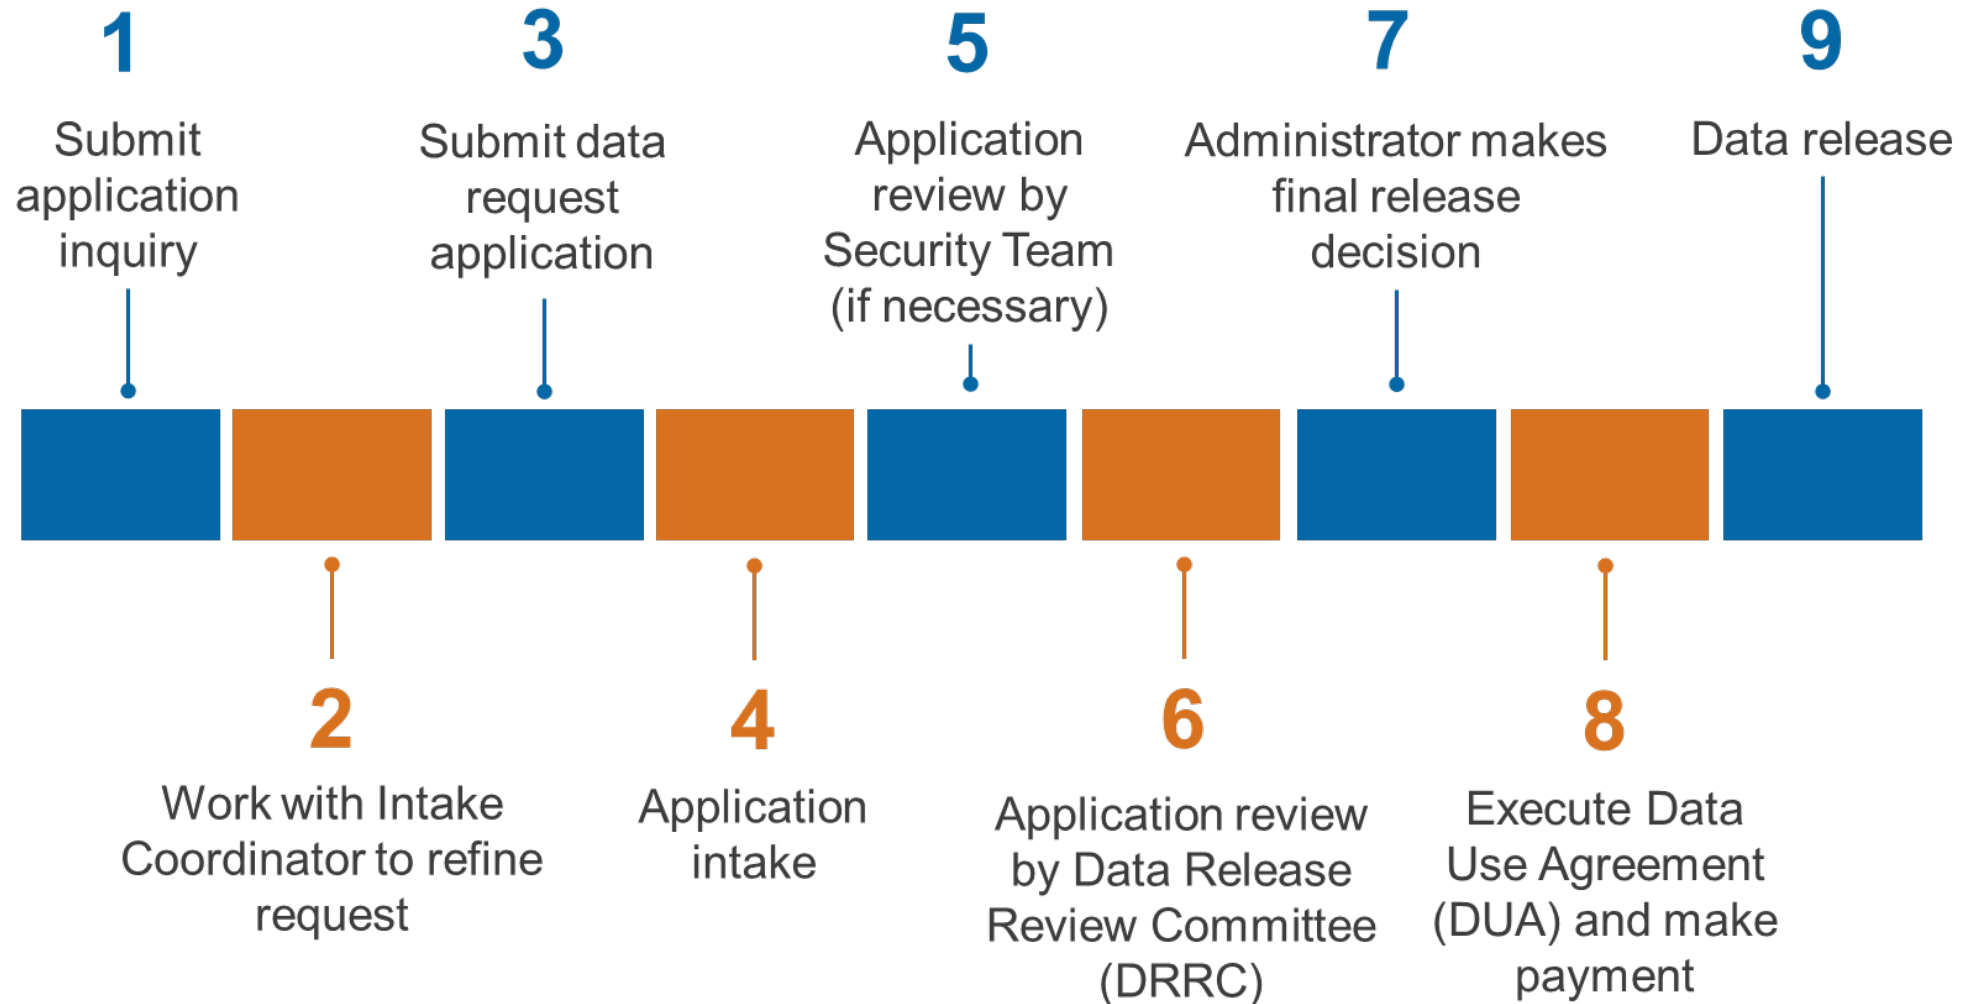 1
Submit
application
inquiry
2
Work with Intake
Coordinator to refine
request
3
Submit data
request
application
4
Application
intake
5
Application
review by
Security Team
(if necessary)
6
Application review
by Data Release
Review Committee
(DRRC)
7
Administrator makes
final release
decision
8
Execute Data
Use Agreement
(DUA) and make
payment
9
Data release